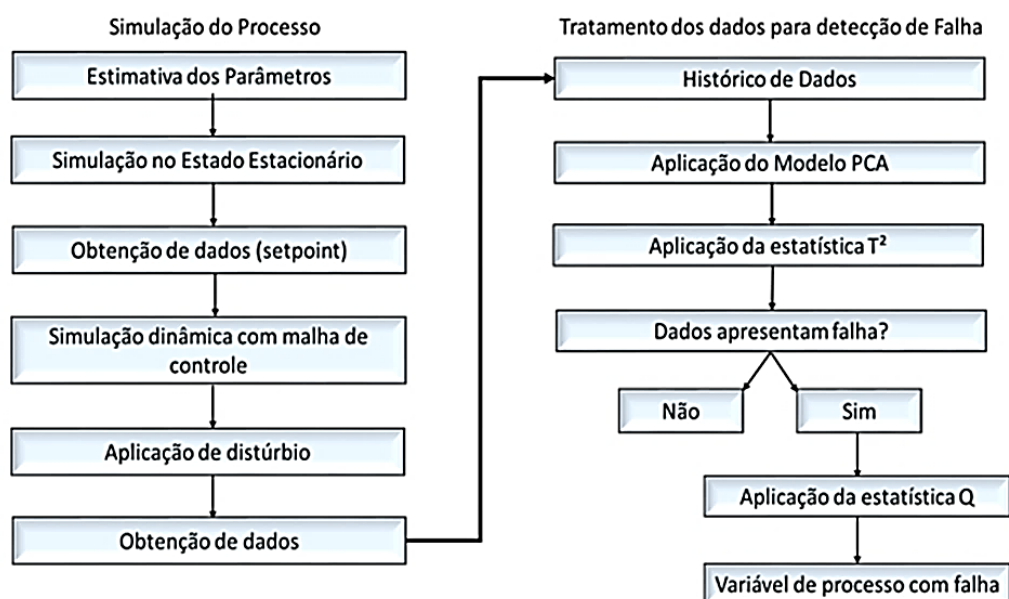 Simulação do Processo
Estimativa dos Parâmetros
Simulação no Estado Estacionário
Obtenção de dados (setpoint)
Simulação dinâmica com malha de
controle
Aplicação de distúrbio
Obtenção de dados
Tratamento dos dados para detecção de Falha
Histórico de Dados
Aplicação do Modelo PCA
Aplicação da estatística T²
Dados apresentam falha?
Não
Sim
Aplicação da estatística Q
Variável de processo com falha